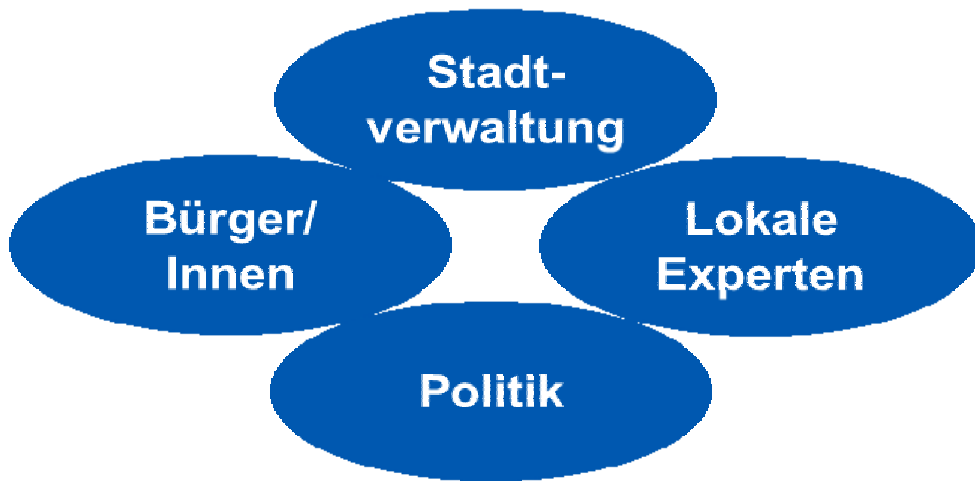 Stadt-
verwaltung
Bürger/
Innen
Lokale
Experten
Politik